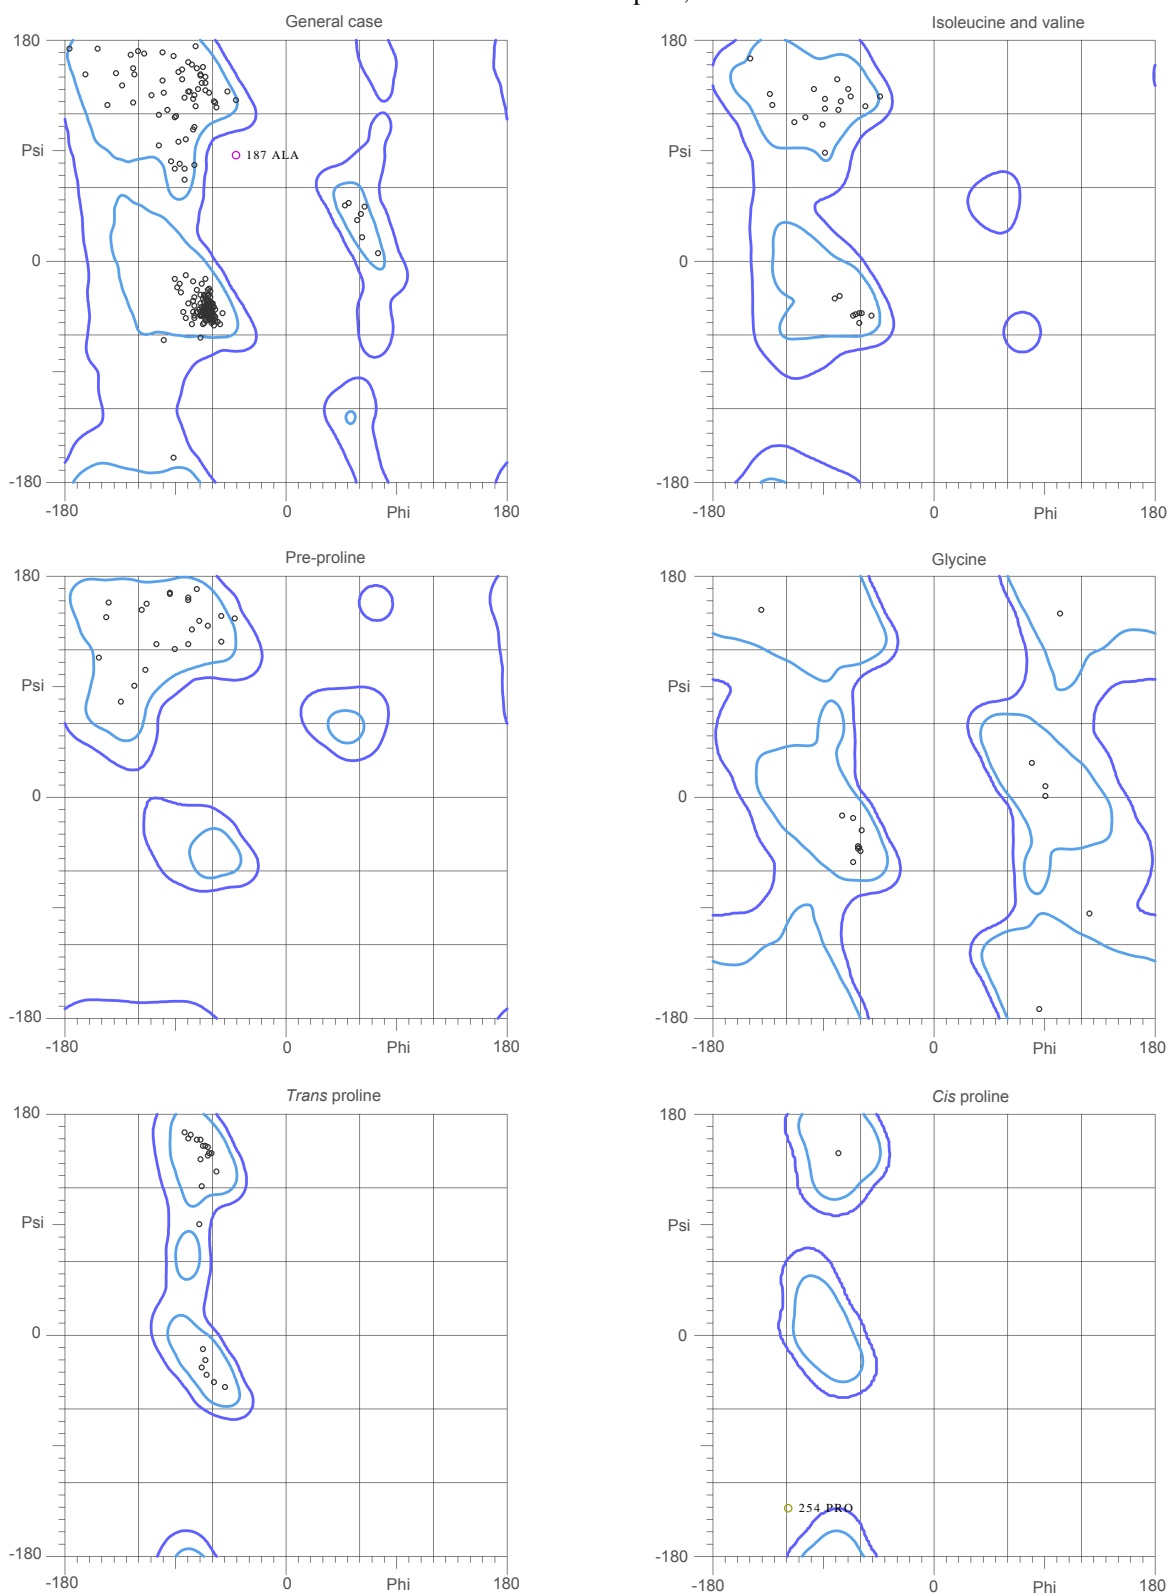 General case
180
Psi
187 ALA
0
-180
-180
0
Phi
180
Isoleucine and valine
180
Psi
0
-180
-180
0
Phi
180
Pre-proline
180
Psi
0
-180
-180
0
Phi
180
Glycine
180
Psi
0
-180
-180
0
Phi
180
Trans proline
180
Psi
0
-180
-180
0
Phi
180
Cis proline
180
Psi
0
254 PRO
-180
-180
0
Phi
180